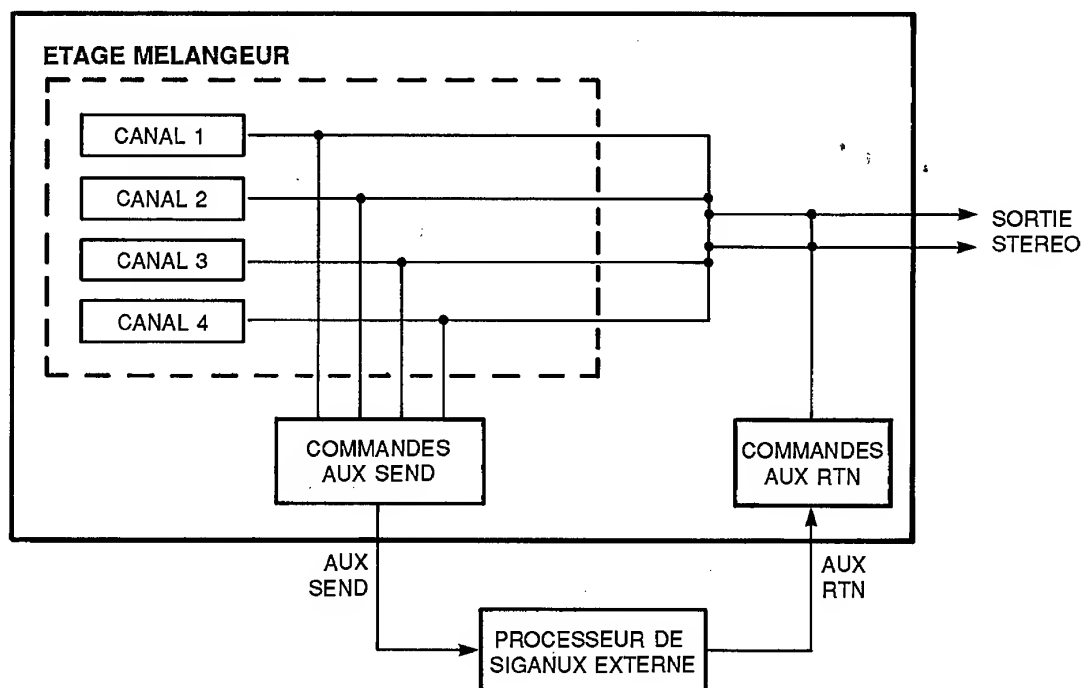 ETAGE MELANGEUR
CANAL 1
CANAL 2
CANAL 3
CANAL 4
SORTIE
STEREO
COMMANDES
AUX SEND
COMMANDES
AUX RTN
AUX
SEND
AUX
RTN
PROCESSEUR DE
SIGANUX EXTERNE